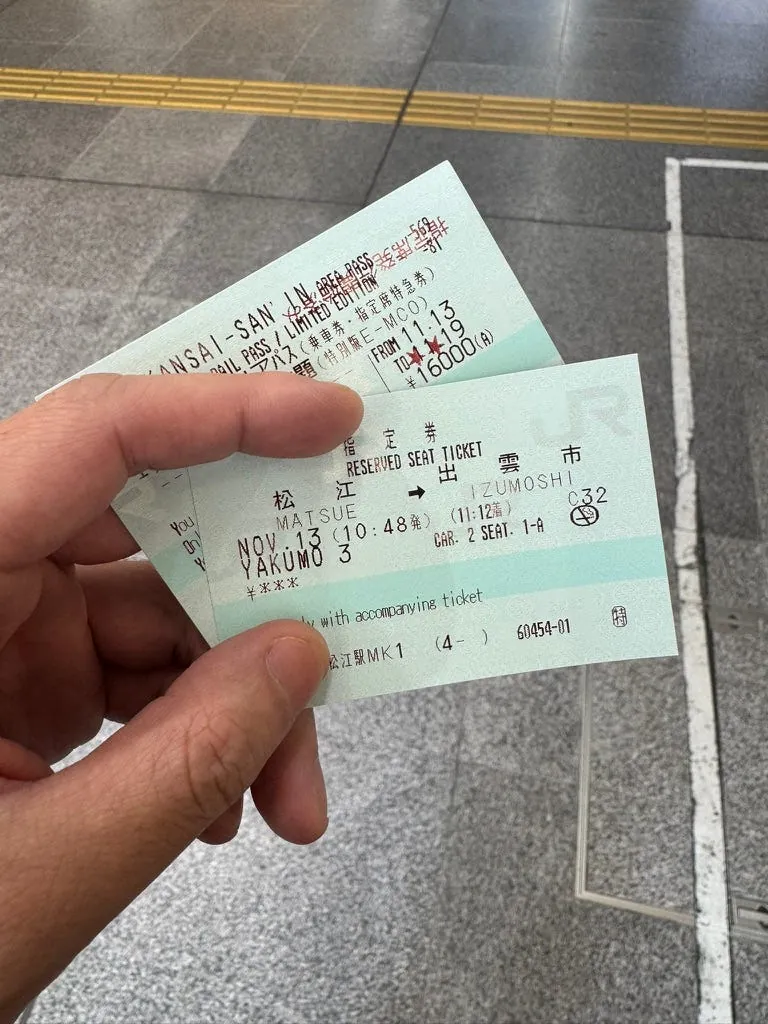 KANSAI-SAN'IN AREA PASS
RAIL PASS / LIMITED EDITION
アパス(乗車券・指定席特急券)
題(特別版E-MCO)
FROM 11.13
TO 11.19
¥16000(A)
JR
指定券
RESERVED SEAT TICKET
松江 → 出雲市
MATSUE IZUMOSHI
C32
NOV.13 (10:48発) (11:12着)
YAKUMO 3 CAR. 2 SEAT. 1-A
¥***
with accompanying ticket
松江駅MK1 (4- ) 60454-01 特
You